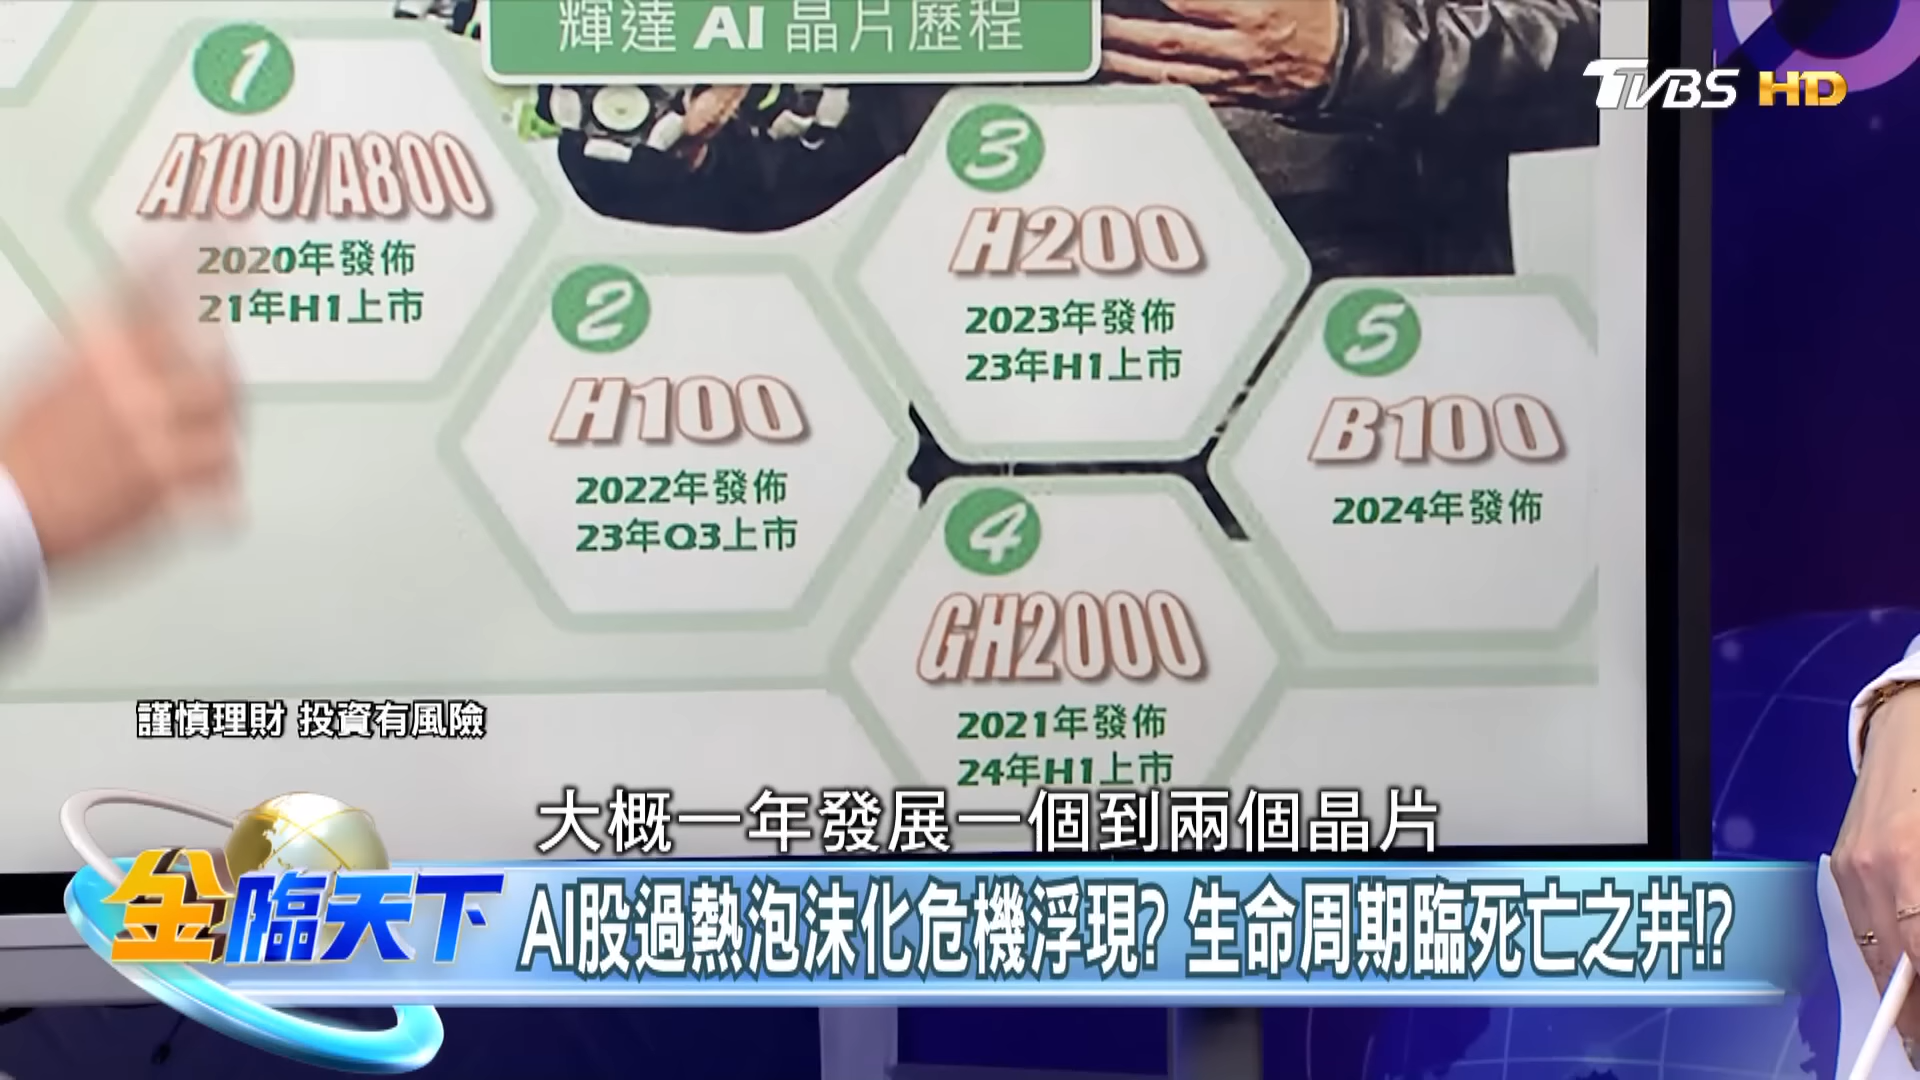 輝達 AI 晶片歷程
TVBS HD
1
A100/A800
2020年發佈
21年H1上市
2
H100
2022年發佈
23年Q3上市
3
H200
2023年發佈
23年H1上市
4
GH2000
2021年發佈
24年H1上市
5
B100
2024年發佈
謹慎理財 投資有風險
大概一年發展一個到兩個晶片
金臨天下
AI股過熱泡沫化危機浮現? 生命周期臨死亡之井!?